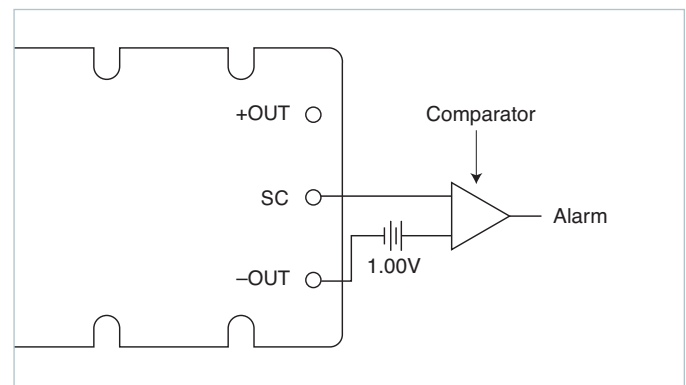 +OUT
Comparator
SC
Alarm
1.00V
–OUT